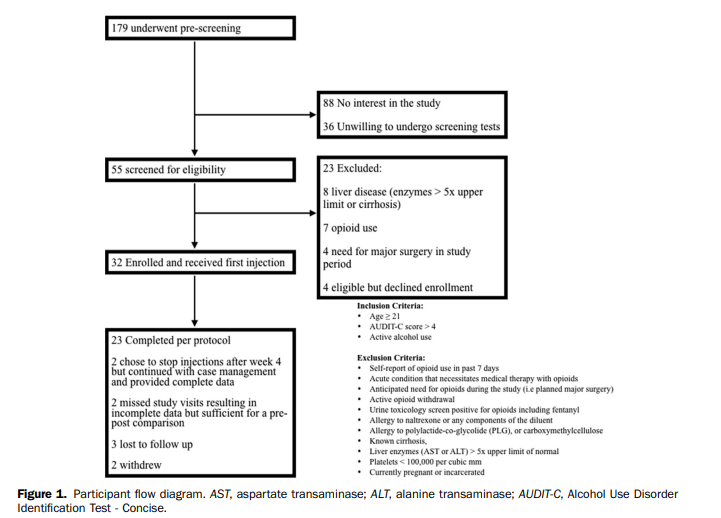 179 underwent pre-screening
88 No interest in the study
36 Unwilling to undergo screening tests
55 screened for eligibility
23 Excluded:
8 liver disease (enzymes > 5x upper
limit or cirrhosis)
7 opioid use
4 need for major surgery in study
period
4 eligible but declined enrollment
32 Enrolled and received first injection
23 Completed per protocol
2 chose to stop injections after week 4
but continued with case management
and provided complete data
2 missed study visits resulting in
incomplete data but sufficient for a pre-
post comparison
3 lost to follow up
2 withdrew
Inclusion Criteria:
• Age ≥ 21
• AUDIT-C score > 4
• Active alcohol use
Exclusion Criteria:
• Self-report of opioid use in past 7 days
• Acute condition that necessitates medical therapy with opioids
• Anticipated need for opioids during the study (i.e planned major surgery)
• Active opioid withdrawal
• Urine toxicology screen positive for opioids including fentanyl
• Allergy to naltrexone or any components of the diluent
• Allergy to polylactide-co-glycolide (PLG), or carboxymethylcellulose
• Known cirrhosis,
• Liver enzymes (AST or ALT) > 5x upper limit of normal
• Platelets < 100,000 per cubic mm
• Currently pregnant or incarcerated
Figure 1. Participant flow diagram. AST, aspartate transaminase; ALT, alanine transaminase; AUDIT-C, Alcohol Use Disorder
Identification Test - Concise.